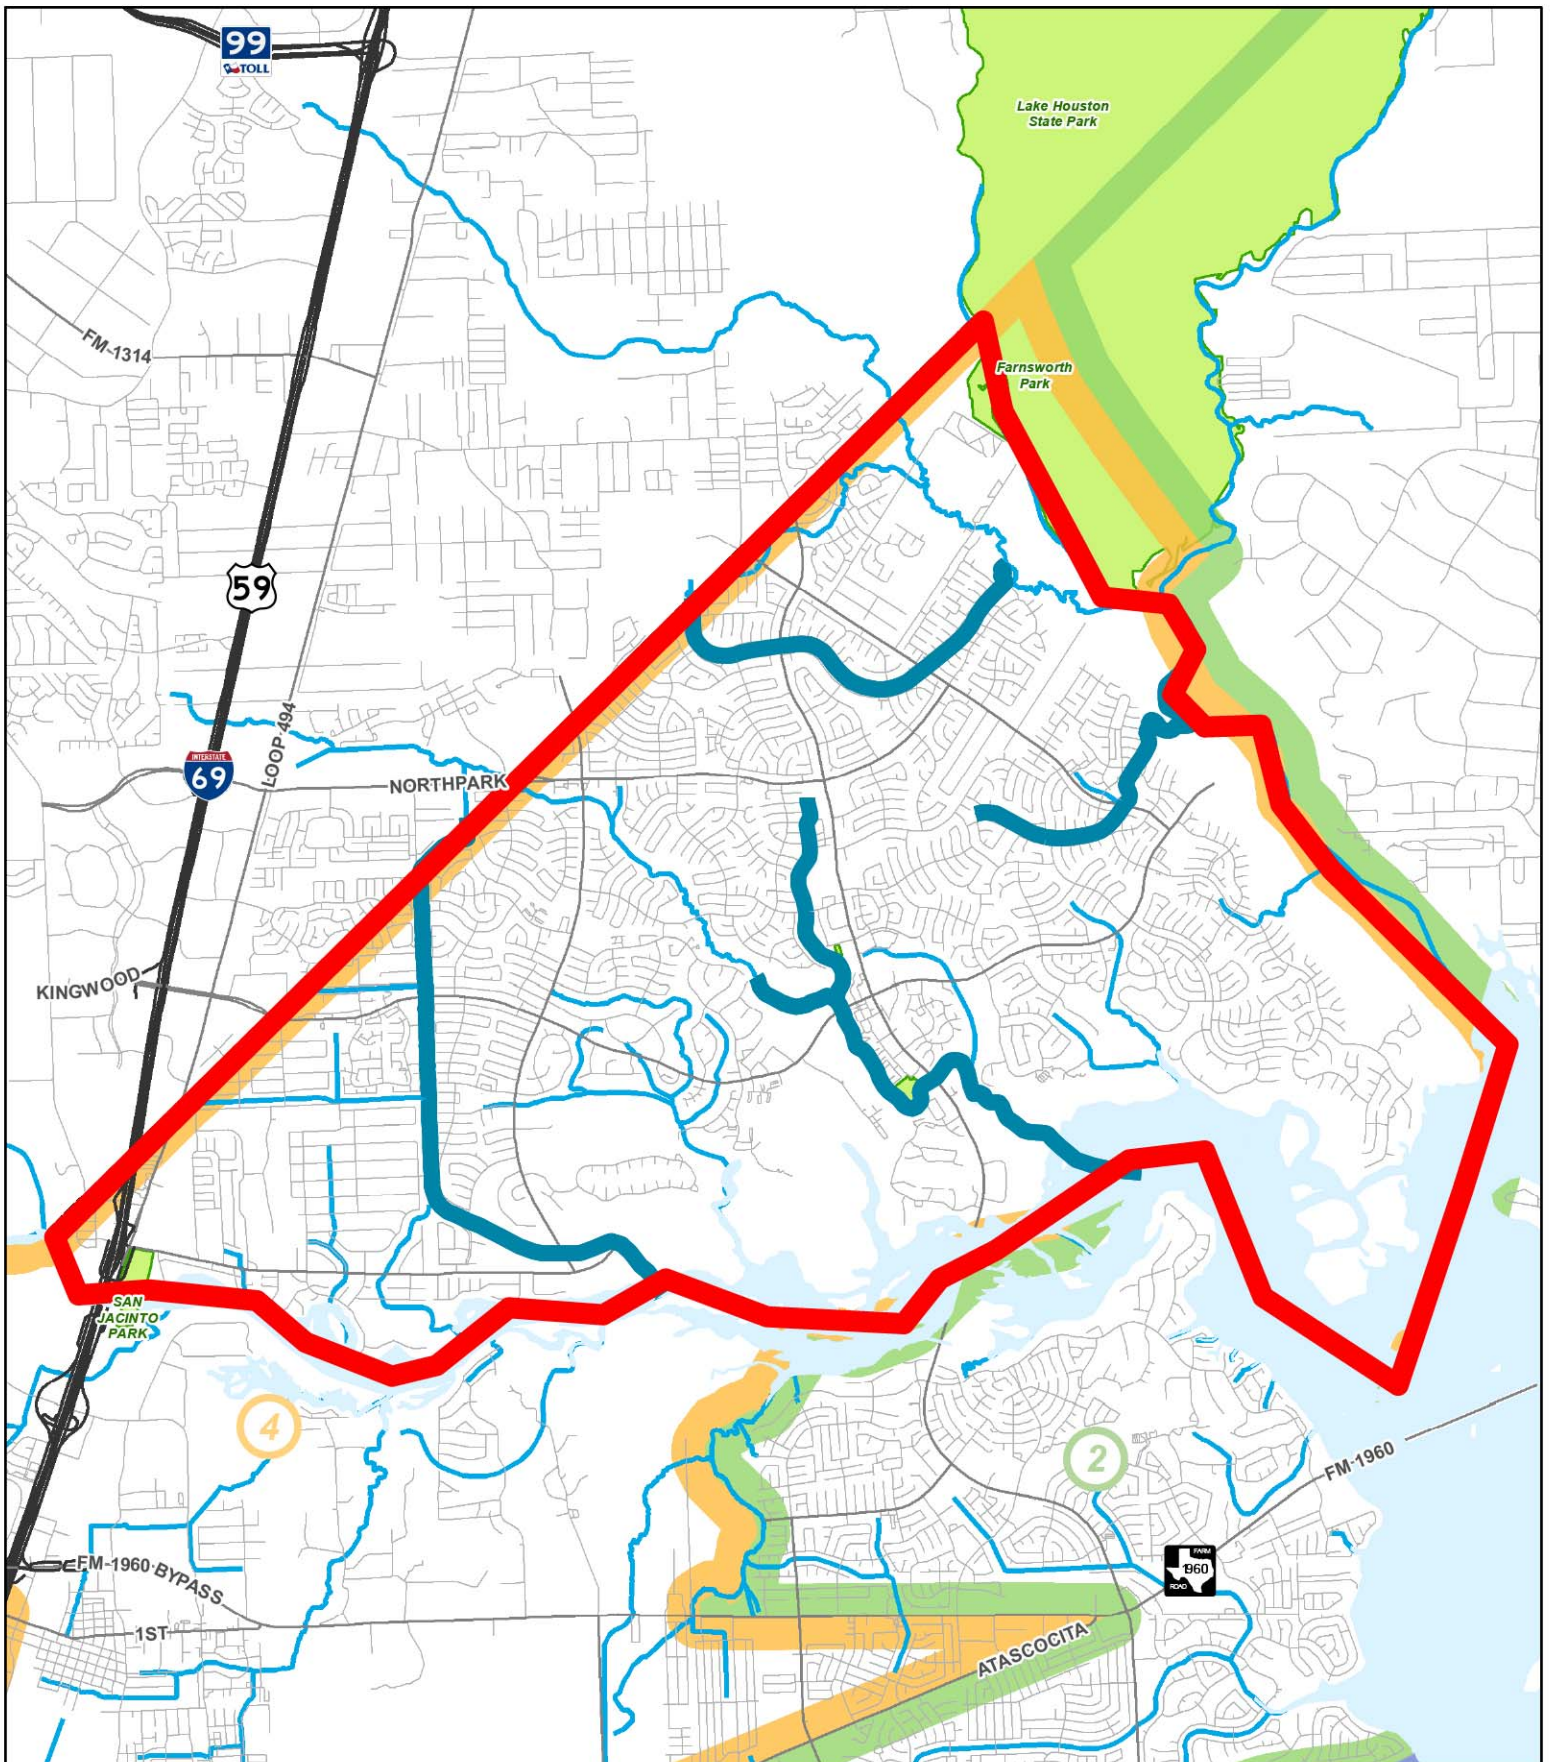 99
TOLL
Lake Houston
State Park
FM-1314
Farnsworth
Park
59
LOOP 494
INTERSTATE
69
NORTHPARK
KINGWOOD
SAN
JACINTO
PARK
4
2
FM-1960
FM-1960 BYPASS
FARM
1960
ROAD
1ST
ATASCOCITA